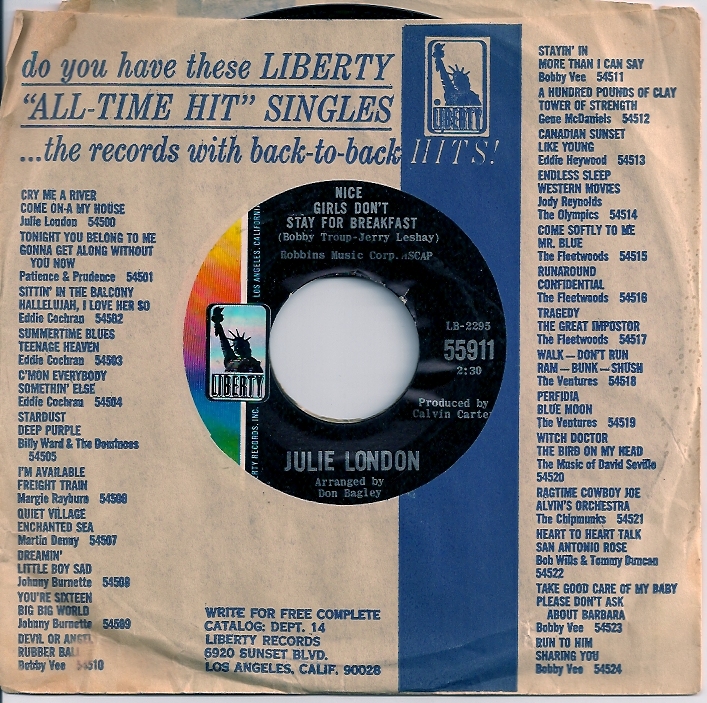 do you have these LIBERTY
"ALL-TIME HIT" SINGLES
...the records with back-to-back HITS!
LIBERTY
CRY ME A RIVER
COME ON-A MY HOUSE
Julie London 54500
TONIGHT YOU BELONG TO ME
GONNA GET ALONG WITHOUT
YOU NOW
Patience & Prudence 54501
SITTIN' IN THE BALCONY
HALLELUJAH, I LOVE HER SO
Eddie Cochran 54502
SUMMERTIME BLUES
TEENAGE HEAVEN
Eddie Cochran 54503
C'MON EVERYBODY
SOMETHIN' ELSE
Eddie Cochran 54504
STARDUST
DEEP PURPLE
Billy Ward & The Dominoes
54505
I'M AVAILABLE
FREIGHT TRAIN
Margie Rayburn 54506
QUIET VILLAGE
ENCHANTED SEA
Martin Denny 54507
DREAMIN'
LITTLE BOY SAD
Johnny Burnette 54508
YOU'RE SIXTEEN
BIG BIG WORLD
Johnny Burnette 54509
DEVIL OR ANGEL
RUBBER BALL
Bobby Vee 54510
NICE
GIRLS DON'T
STAY FOR BREAKFAST
(Bobby Troup-Jerry Leshay)
Robbins Music Corp. ASCAP
LOS ANGELES, CALIFORNIA
LIBERTY
RTY RECORDS, INC.
LB-2295
55911
2:30
Produced by
Calvin Carte
JULIE LONDON
Arranged by
Don Bagley
WRITE FOR FREE COMPLETE
CATALOG: DEPT. 14
LIBERTY RECORDS
6920 SUNSET BLVD.
LOS ANGELES, CALIF. 90028
STAYIN' IN
MORE THAN I CAN SAY
Bobby Vee 54511
A HUNDRED POUNDS OF CLAY
TOWER OF STRENGTH
Gene McDaniels 54512
CANADIAN SUNSET
LIKE YOUNG
Eddie Heywood 54513
ENDLESS SLEEP
WESTERN MOVIES
Jody Reynolds
The Olympics 54514
COME SOFTLY TO ME
MR. BLUE
The Fleetwoods 54515
RUNAROUND
CONFIDENTIAL
The Fleetwoods 54516
TRAGEDY
THE GREAT IMPOSTOR
The Fleetwoods 54517
WALK—DON'T RUN
RAM—BUNK—SHUSH
The Ventures 54518
PERFIDIA
BLUE MOON
The Ventures 54519
WITCH DOCTOR
THE BIRD ON MY HEAD
The Music of David Seville
54520
RAGTIME COWBOY JOE
ALVIN'S ORCHESTRA
The Chipmunks 54521
HEART TO HEART TALK
SAN ANTONIO ROSE
Bob Wills & Tommy Duncan
54522
TAKE GOOD CARE OF MY BABY
PLEASE DON'T ASK
ABOUT BARBARA
Bobby Vee 54523
RUN TO HIM
SHARING YOU
Bobby Vee 54524